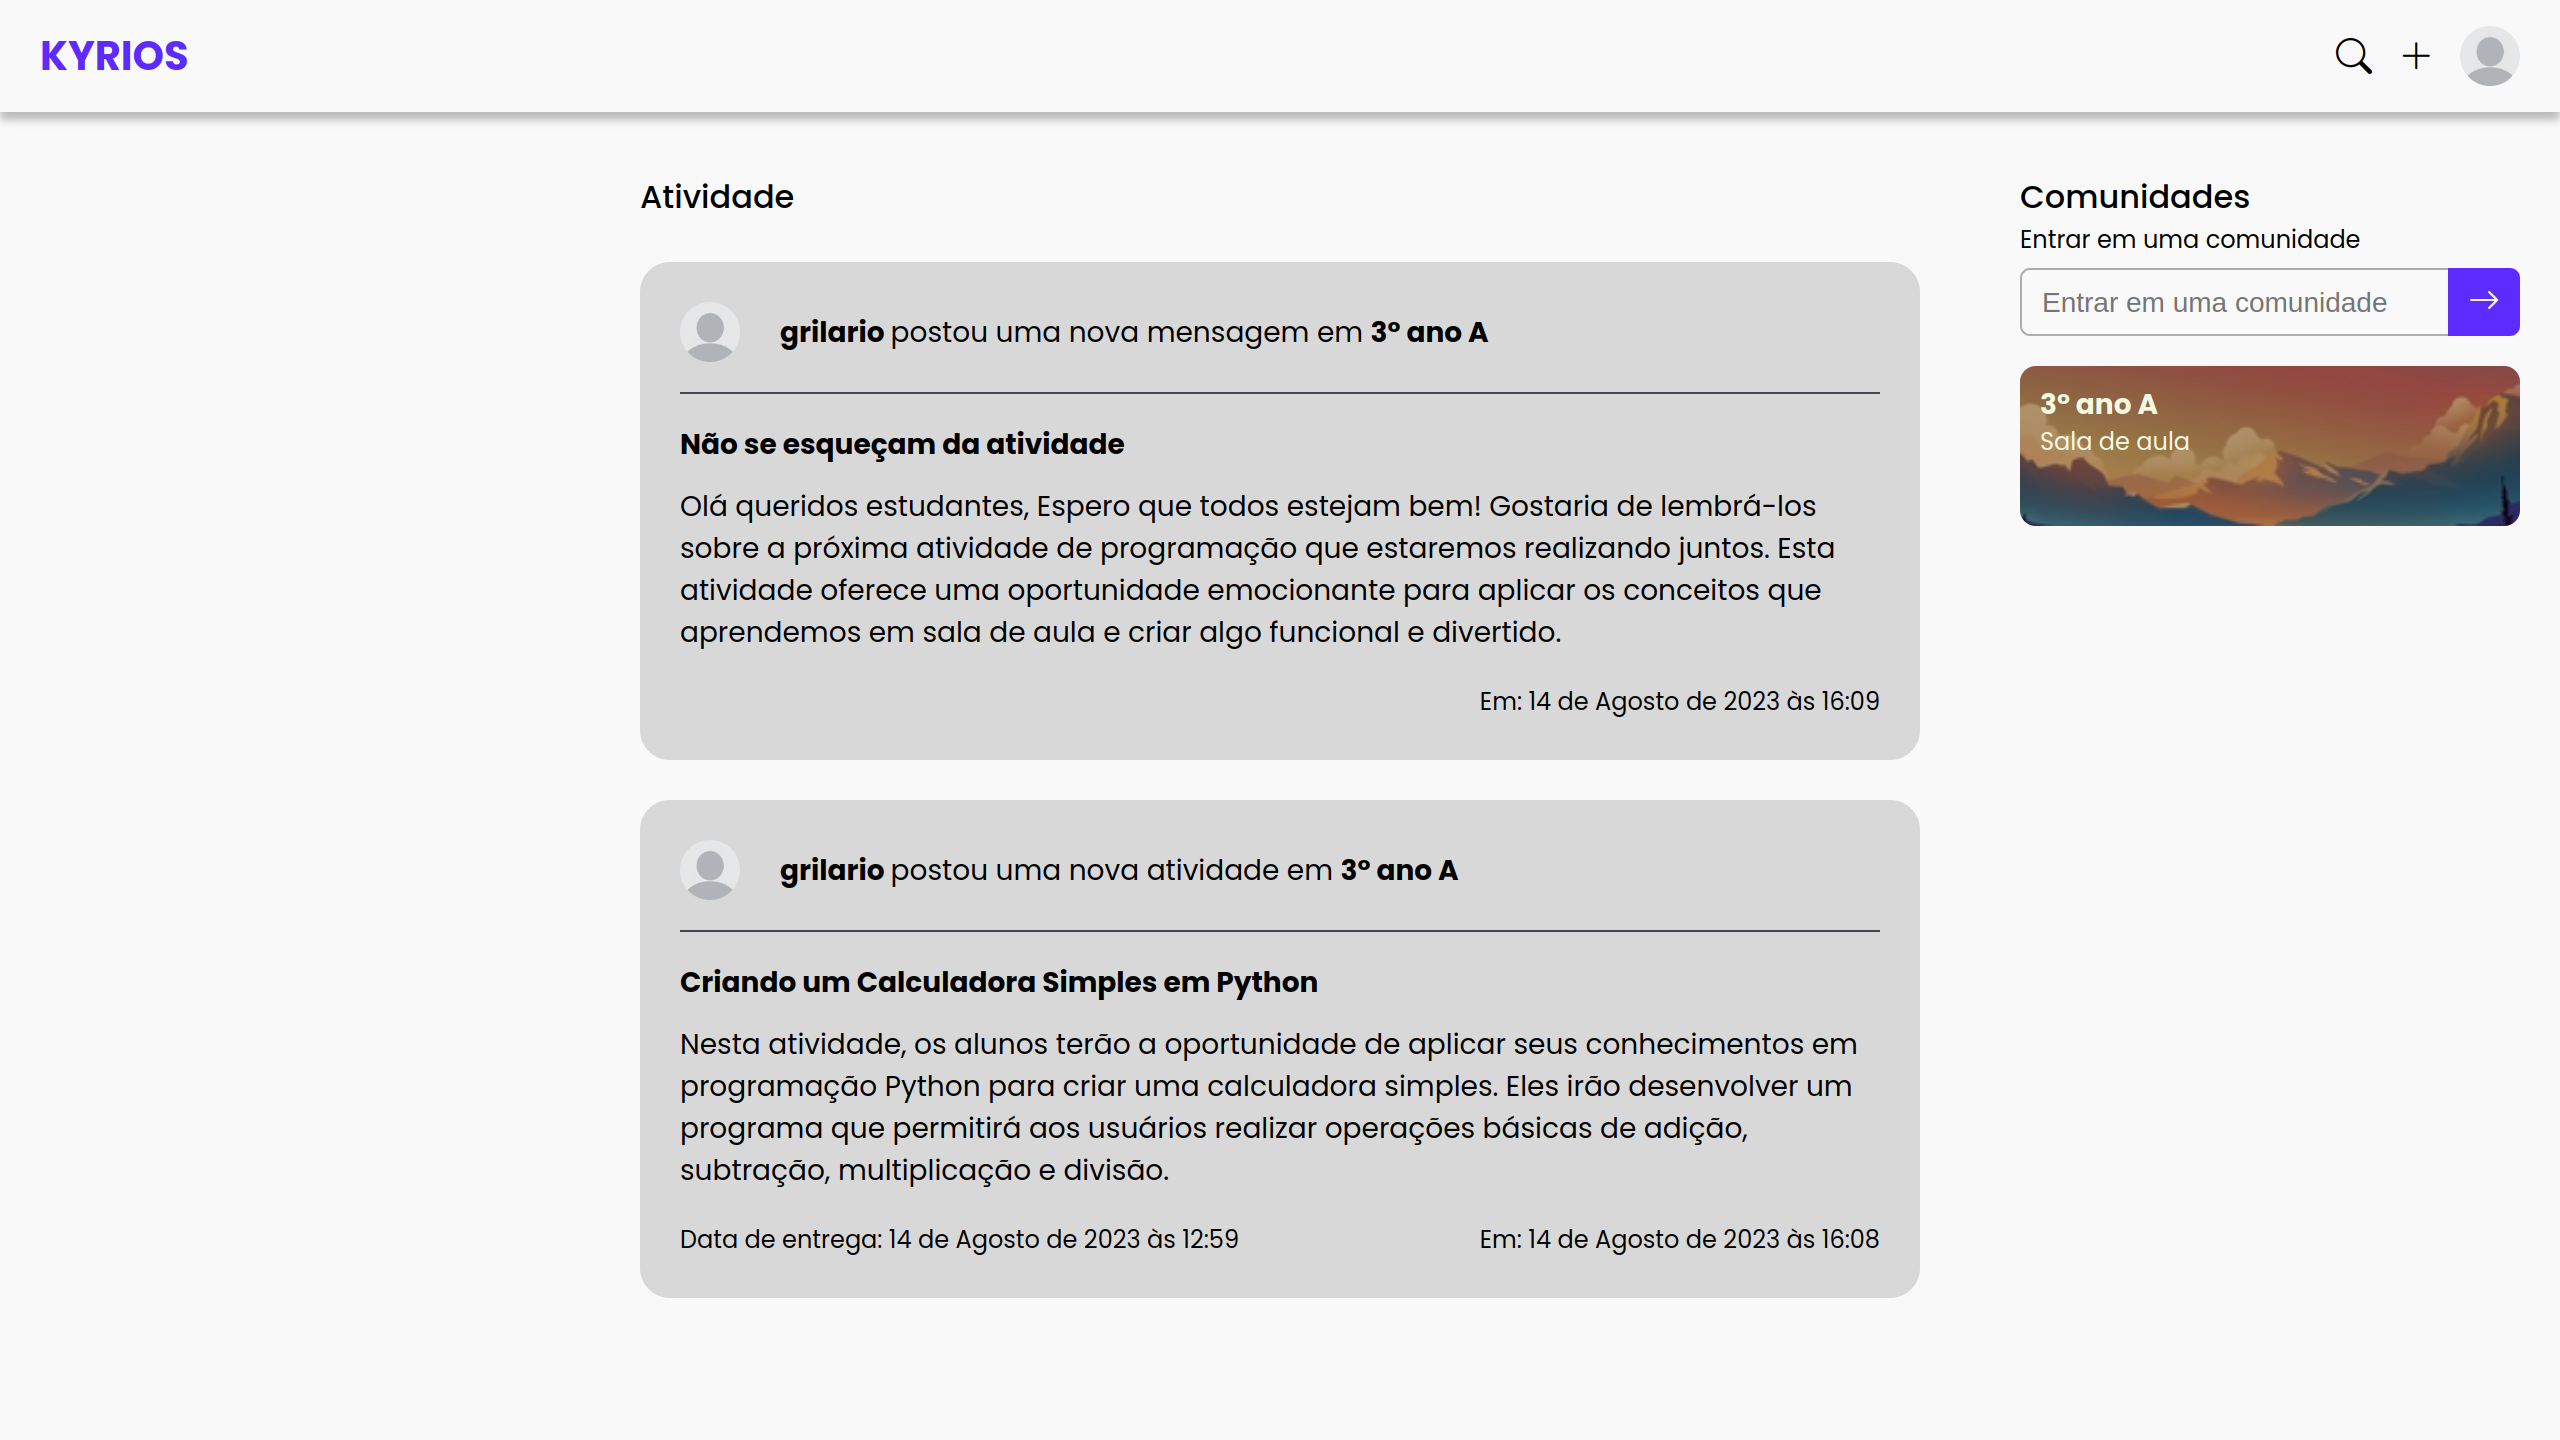 KYRIOS
Atividade
grilario postou uma nova mensagem em 3º ano A
Não se esqueçam da atividade
Olá queridos estudantes, Espero que todos estejam bem! Gostaria de lembrá-los
sobre a próxima atividade de programação que estaremos realizando juntos. Esta
atividade oferece uma oportunidade emocionante para aplicar os conceitos que
aprendemos em sala de aula e criar algo funcional e divertido.
Em: 14 de Agosto de 2023 às 16:09
grilario postou uma nova atividade em 3º ano A
Criando um Calculadora Simples em Python
Nesta atividade, os alunos terão a oportunidade de aplicar seus conhecimentos em
programação Python para criar uma calculadora simples. Eles irão desenvolver um
programa que permitirá aos usuários realizar operações básicas de adição,
subtração, multiplicação e divisão.
Data de entrega: 14 de Agosto de 2023 às 12:59
Em: 14 de Agosto de 2023 às 16:08
Comunidades
Entrar em uma comunidade
Entrar em uma comunidade
3º ano A
Sala de aula